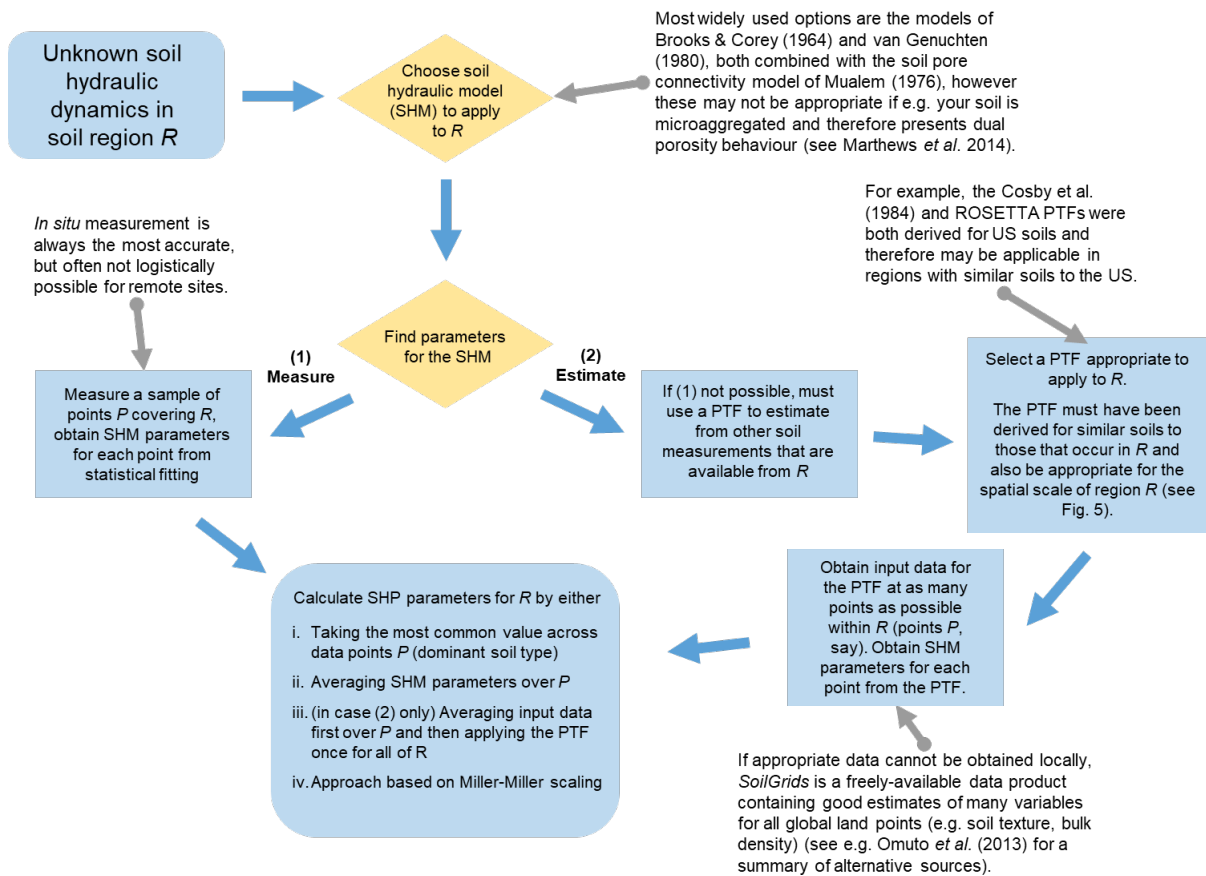 Unknown soil
hydraulic
dynamics in
soil region R
Choose soil
hydraulic model
(SHM) to apply
to R
Most widely used options are the models of
Brooks & Corey (1964) and van Genuchten
(1980), both combined with the soil pore
connectivity model of Mualem (1976), however
these may not be appropriate if e.g. your soil is
microaggregated and therefore presents dual
porosity behaviour (see Marthews et al. 2014).
In situ measurement is
always the most accurate,
but often not logistically
possible for remote sites.
For example, the Cosby et al.
(1984) and ROSETTA PTFs were
both derived for US soils and
therefore may be applicable in
regions with similar soils to the US.
Find parameters
for the SHM
(1)
Measure
(2)
Estimate
Measure a sample of
points P covering R,
obtain SHM parameters
for each point from
statistical fitting
If (1) not possible, must
use a PTF to estimate
from other soil
measurements that are
available from R
Select a PTF appropriate to
apply to R.
The PTF must have been
derived for similar soils to
those that occur in R and
also be appropriate for the
spatial scale of region R (see
Fig. 5).
Calculate SHP parameters for R by either
i. Taking the most common value across
data points P (dominant soil type)
ii. Averaging SHM parameters over P
iii. (in case (2) only) Averaging input data
first over P and then applying the PTF
once for all of R
iv. Approach based on Miller-Miller scaling
Obtain input data for
the PTF at as many
points as possible
within R (points P,
say). Obtain SHM
parameters for each
point from the PTF.
If appropriate data cannot be obtained locally,
SoilGrids is a freely-available data product
containing good estimates of many variables
for all global land points (e.g. soil texture, bulk
density) (see e.g. Omuto et al. (2013) for a
summary of alternative sources).